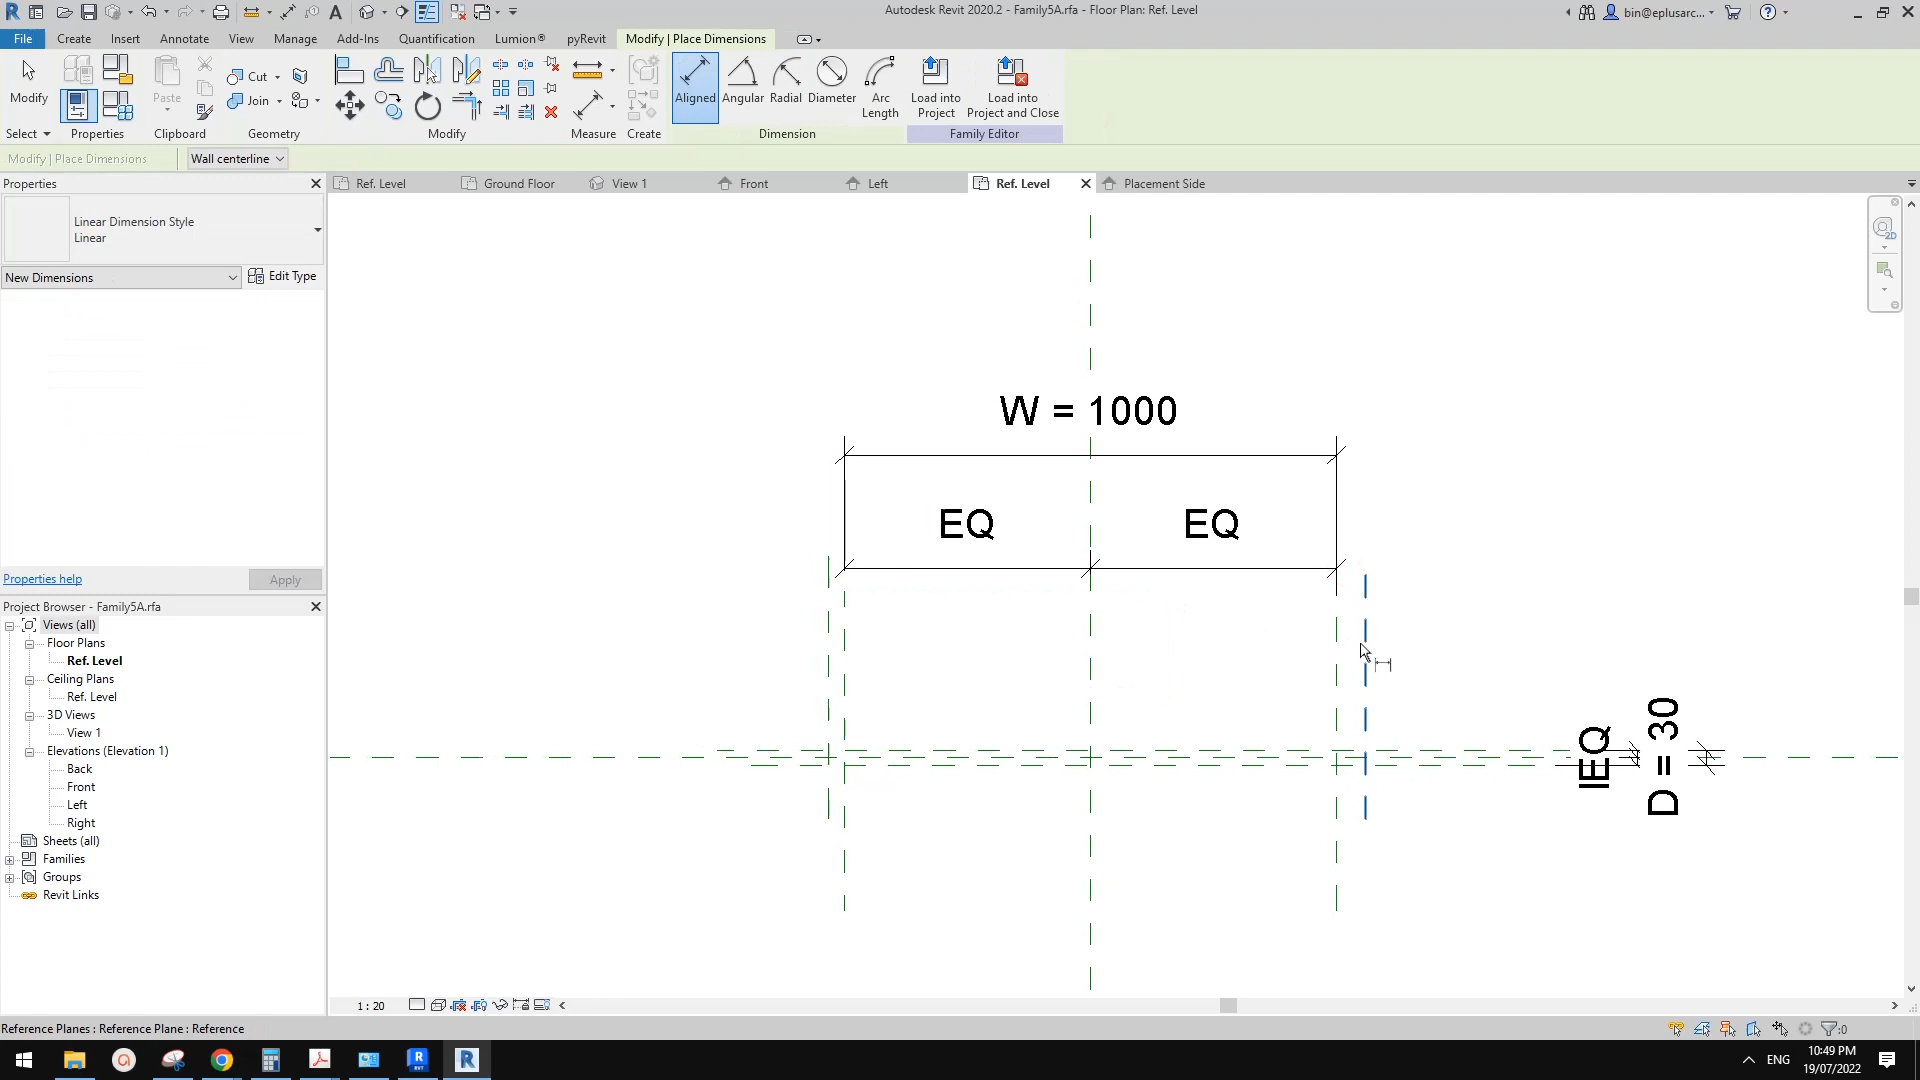 Autodesk Revit 2020.2 - Family5A.rfa - Floor Plan: Ref. Level
bin@eplusarc...
File Create Insert Annotate View Manage Add-Ins Quantification Lumion® pyRevit Modify | Place Dimensions
Modify Paste Cut Join Aligned Angular Radial Diameter Arc Length Load into Project Load into Project and Close
Select Properties Clipboard Geometry Modify Measure Create Dimension Family Editor
Modify | Place Dimensions Wall centerline
Properties
Ref. Level Ground Floor View 1 Front Left Ref. Level Placement Side
Linear Dimension Style
Linear
New Dimensions Edit Type
2D
W = 1000
EQ EQ
EQ
D = 30
Properties help Apply
Project Browser - Family5A.rfa
Views (all)
Floor Plans
Ref. Level
Ceiling Plans
Ref. Level
3D Views
View 1
Elevations (Elevation 1)
Back
Front
Left
Right
Sheets (all)
Families
Groups
Revit Links
1 : 20
Reference Planes : Reference Plane : Reference
:0
ENG
10:49 PM
19/07/2022